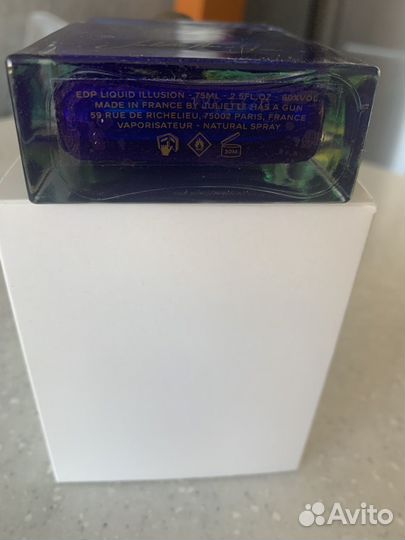 EDP LIQUID ILLUSION - 75ML - 2.5FL.OZ - 80%VOL
MADE IN FRANCE BY JULIETTE HAS A GUN
59 RUE DE RICHELIEU, 75002 PARIS, FRANCE
VAPORISATEUR - NATURAL SPRAY
30M
Avito